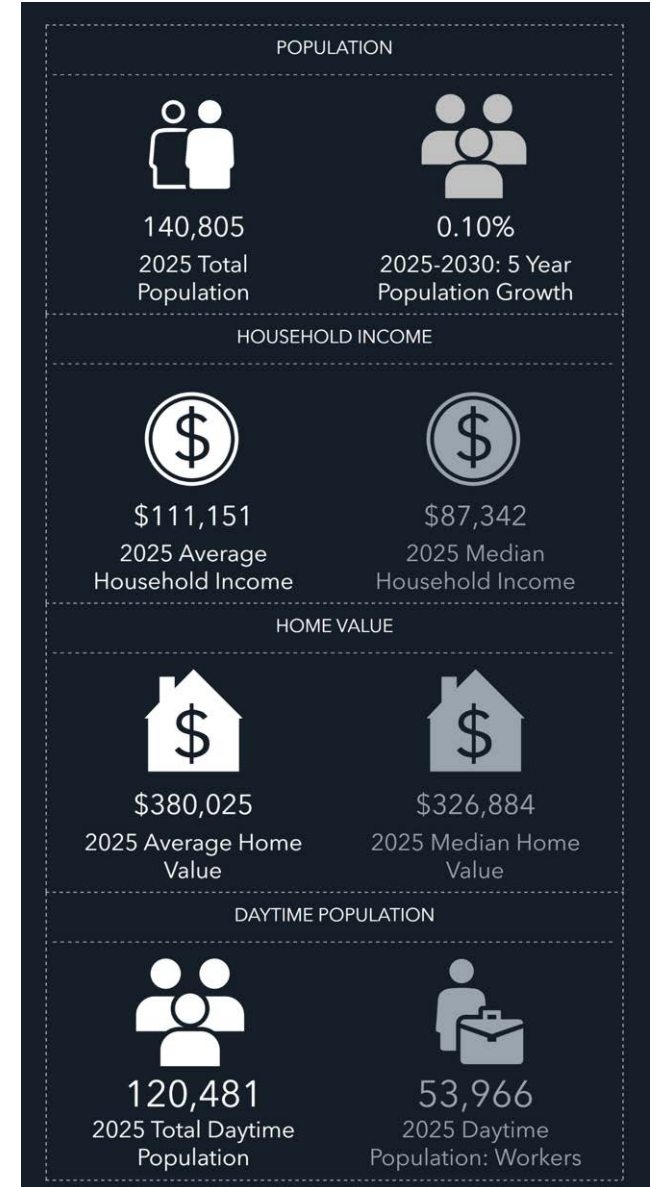 POPULATION
140,805
2025 Total
Population
0.10%
2025-2030: 5 Year
Population Growth
HOUSEHOLD INCOME
$
$111,151
2025 Average
Household Income
$
$87,342
2025 Median
Household Income
HOME VALUE
$
$380,025
2025 Average Home
Value
$
$326,884
2025 Median Home
Value
DAYTIME POPULATION
120,481
2025 Total Daytime
Population
53,966
2025 Daytime
Population: Workers